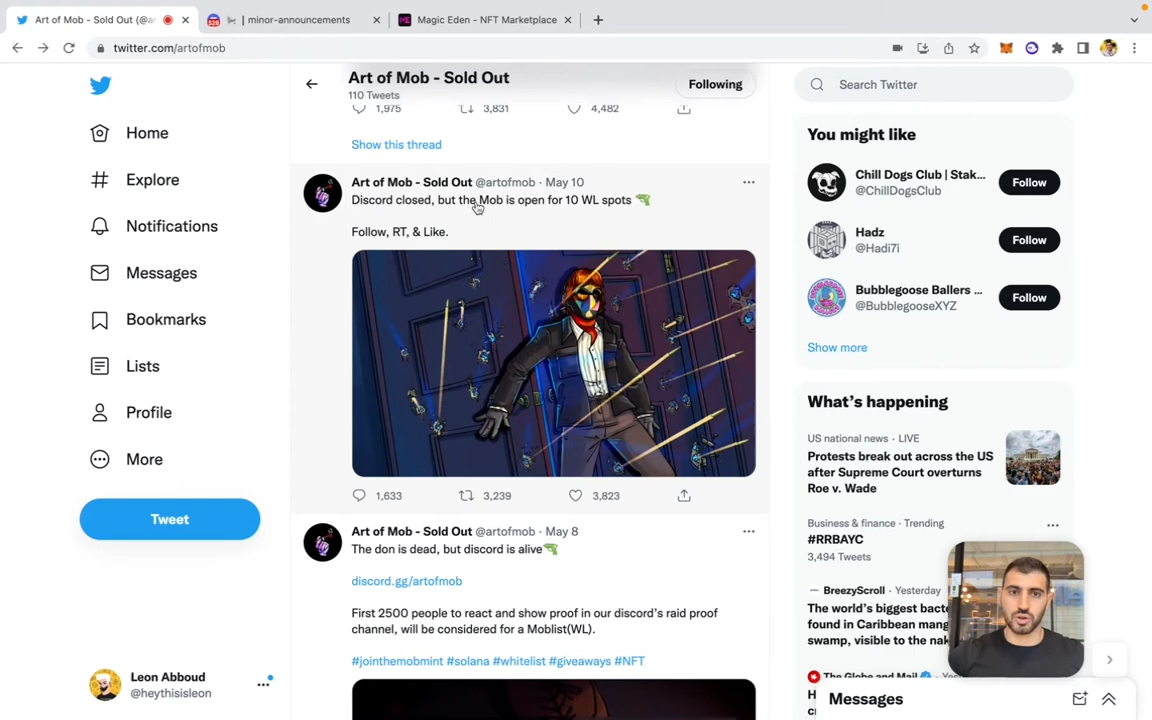 Art of Mob - Sold Out (@a
528
| minor-announcements
Magic Eden - NFT Marketplace
twitter.com/artofmob
Art of Mob - Sold Out
110 Tweets
Following
Search Twitter
1,975 3,831 4,482
Show this thread
Home
Explore
Notifications
Messages
Bookmarks
Lists
Profile
More
Tweet
Leon Abboud
@heythisisleon
Art of Mob - Sold Out @artofmob · May 10
Discord closed, but the Mob is open for 10 WL spots
Follow, RT, & Like.
1,633 3,239 3,823
Art of Mob - Sold Out @artofmob · May 8
The don is dead, but discord is alive
discord.gg/artofmob
First 2500 people to react and show proof in our discord's raid proof
channel, will be considered for a Moblist(WL).
#jointhemobmint #solana #whitelist #giveaways #NFT
You might like
Chill Dogs Club | Stak...
@ChillDogsClub
Follow
Hadz
@Hadi7i
Follow
Bubblegoose Ballers ...
@BubblegooseXYZ
Follow
Show more
What's happening
US national news · LIVE
Protests break out across the US
after Supreme Court overturns
Roe v. Wade
Business & finance · Trending
#RRBAYC
3,494 Tweets
BreezyScroll · Yesterday
The world's biggest bacte
found in Caribbean mang
swamp, visible to the nak
The Globe and Mail · Yes
Messages